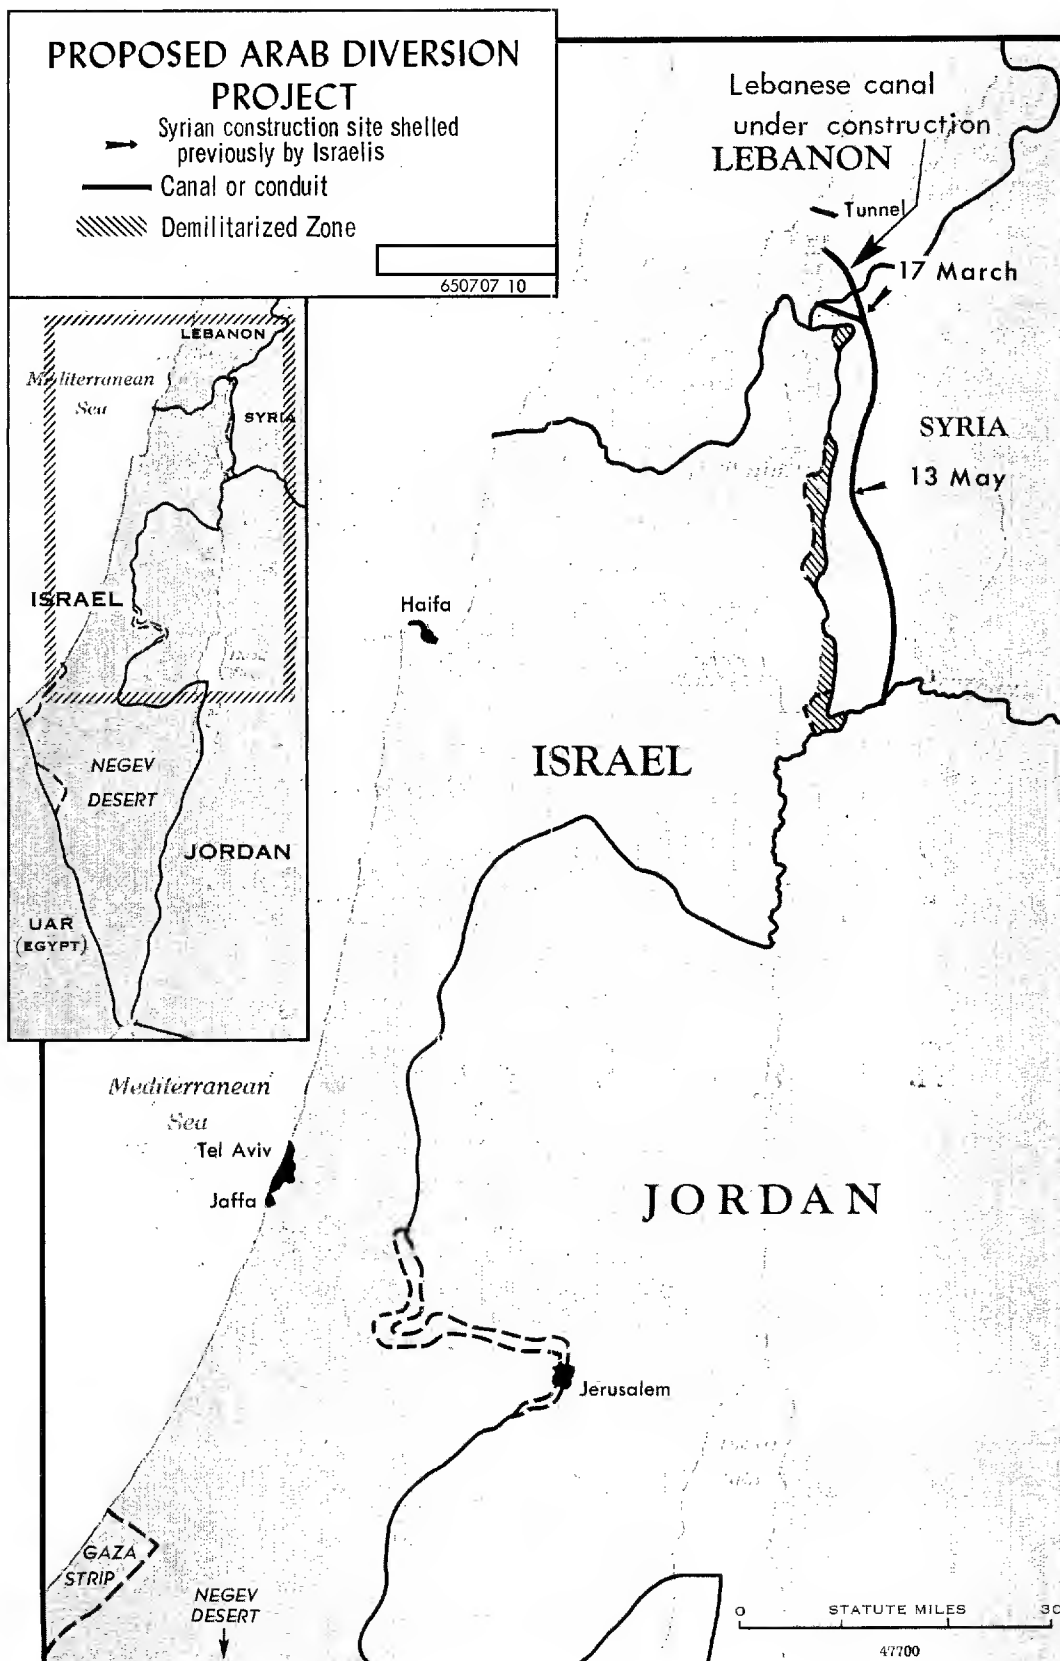 PROPOSED ARAB DIVERSION
PROJECT
Syrian construction site shelled
previously by Israelis
Canal or conduit
Demilitarized Zone
650707 10
LEBANON
Mediterranean
Sea
SYRIA
ISRAEL
Dead
NEGEV
DESERT
JORDAN
UAR
(EGYPT)
Lebanese canal
under construction
LEBANON
Tunnel
17 March
SYRIA
13 May
Haifa
ISRAEL
Mediterranean
Sea
Tel Aviv
Jaffa
JORDAN
Jerusalem
GAZA
STRIP
NEGEV
DESERT
0 STATUTE MILES 30
47700